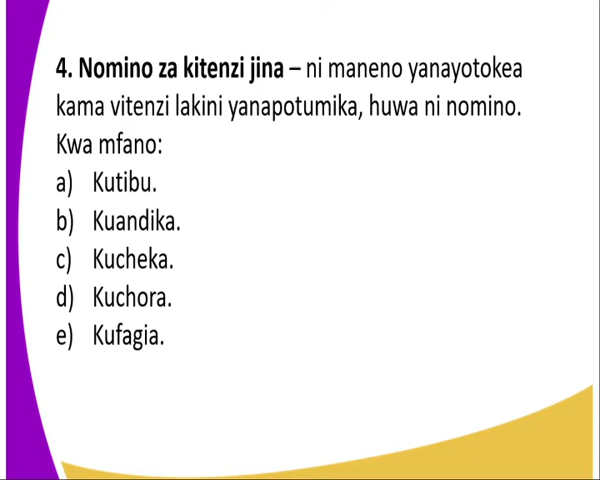 4. Nomino za kitenzi jina – ni maneno yanayotokea
kama vitenzi lakini yanapotumika, huwa ni nomino.
Kwa mfano:
a) Kutibu.
b) Kuandika.
c) Kucheka.
d) Kuchora.
e) Kufagia.